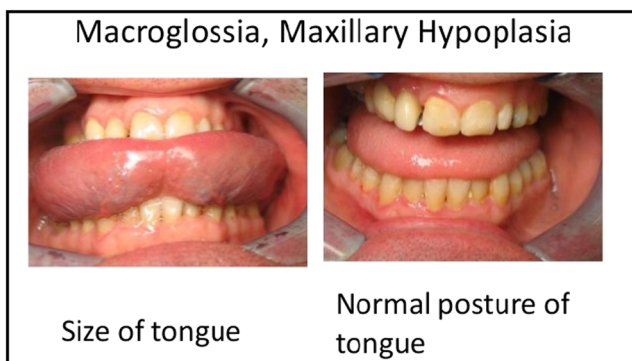 Macroglossia, Maxillary Hypoplasia
Size of tongue
Normal posture of
tongue